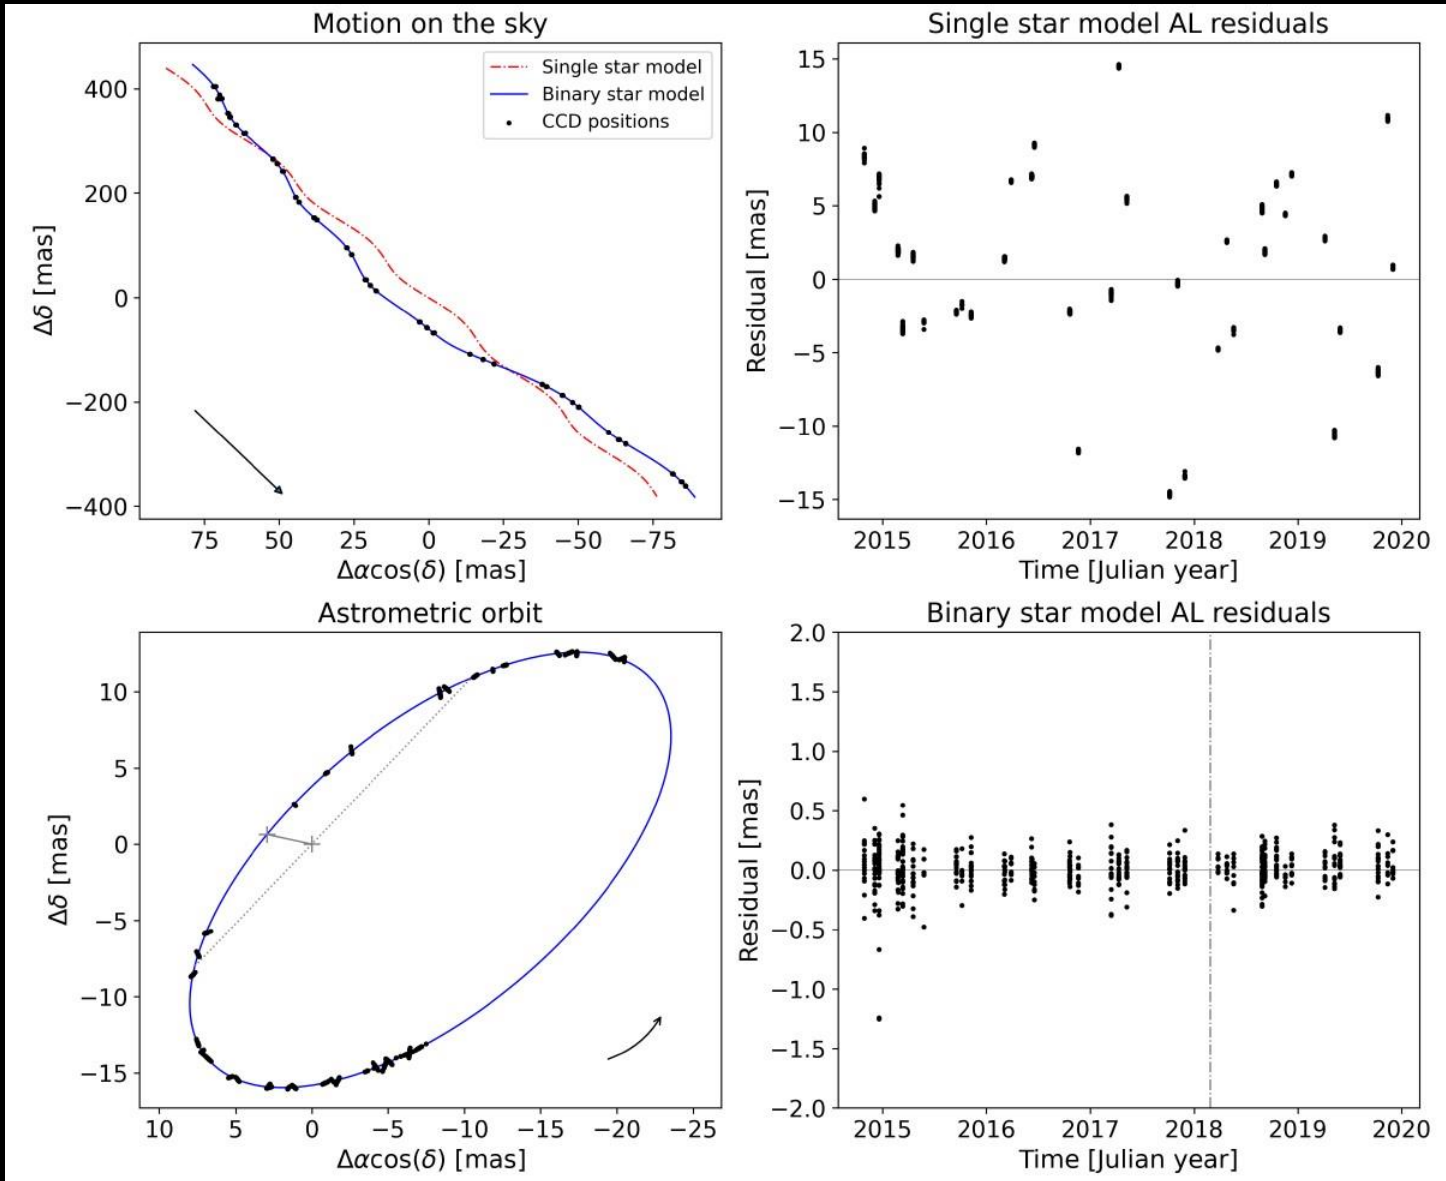 Motion on the sky
Single star model
Binary star model
CCD positions
400
200
0
−200
−400
Δδ [mas]
75 50 25 0 −25 −50 −75
Δαcos(δ) [mas]
Single star model AL residuals
15
10
5
0
−5
−10
−15
Residual [mas]
2015 2016 2017 2018 2019 2020
Time [Julian year]
Astrometric orbit
10
5
0
−5
−10
−15
Δδ [mas]
10 5 0 −5 −10 −15 −20 −25
Δαcos(δ) [mas]
Binary star model AL residuals
2.0
1.5
1.0
0.5
0.0
−0.5
−1.0
−1.5
−2.0
Residual [mas]
2015 2016 2017 2018 2019 2020
Time [Julian year]